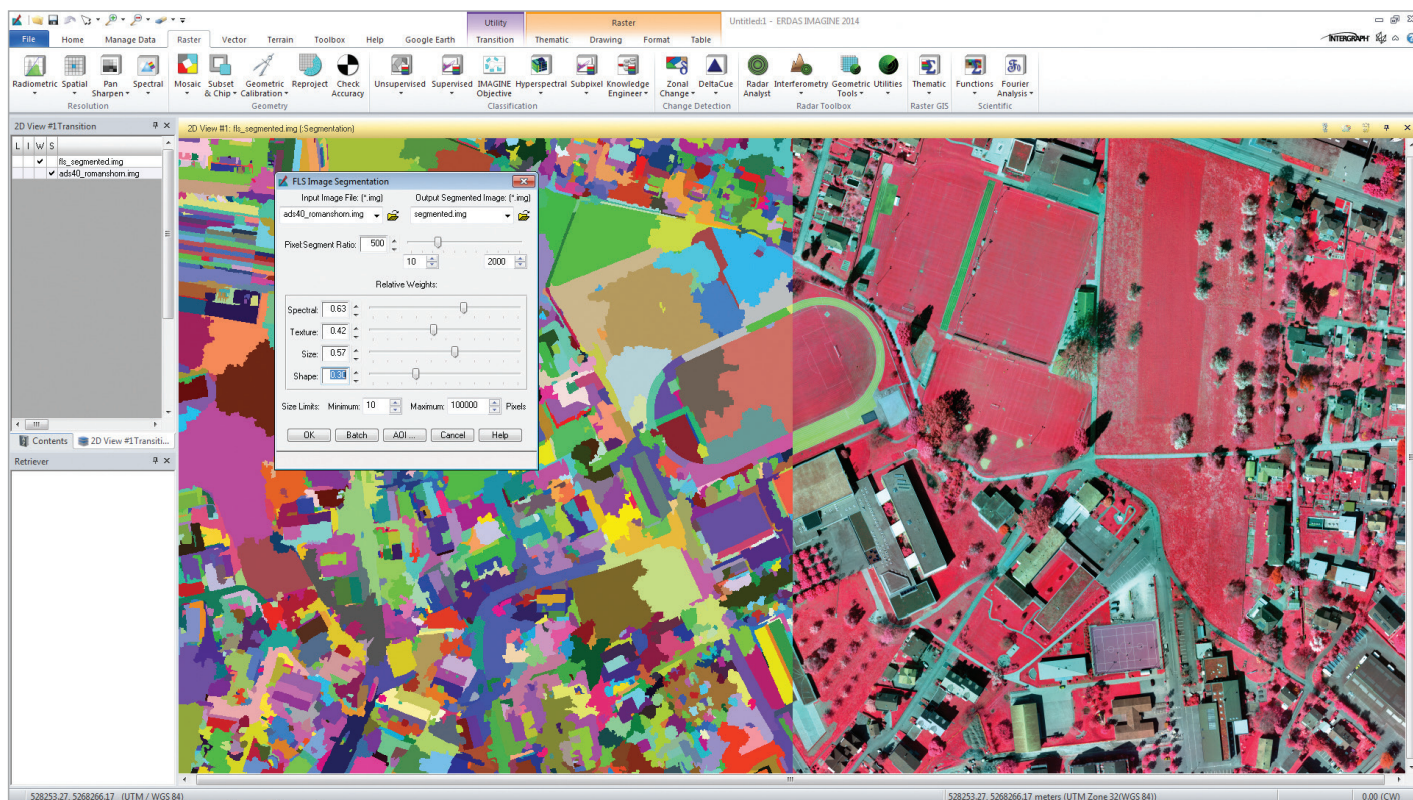 Utility Raster Untitled:1 - ERDAS IMAGINE 2014
File Home Manage Data Raster Vector Terrain Toolbox Help Google Earth Transition Thematic Drawing Format Table INTERGRAPH
Radiometric Spatial Pan Sharpen Spectral Mosaic Subset & Chip Geometric Calibration Reproject Check Accuracy Unsupervised Supervised IMAGINE Objective Hyperspectral Subpixel Knowledge Engineer Zonal Change DeltaCue Radar Analyst Interferometry Geometric Tools Utilities Thematic Functions Fourier Analysis
Resolution Geometry Classification Change Detection Radar Toolbox Raster GIS Scientific
2D View #1Transition
2D View #1: fls_segmented.img (:Segmentation)
L I W S
fls_segmented.img
ads40_romanshorn.img
FLS Image Segmentation
Input Image File: (*.img) Output Segmented Image: (*.img)
ads40_romanshorn.img segmented.img
Pixel:Segment Ratio: 500
10 2000
Relative Weights:
Spectral: 0.63
Texture: 0.42
Size: 0.57
Shape: 0.30
Size Limits: Minimum: 10 Maximum: 100000 Pixels
OK Batch AOI ... Cancel Help
Contents 2D View #1Transiti...
Retriever
528253.27, 5268266.17 (UTM / WGS 84) 528253.27, 5268266.17 meters (UTM Zone 32(WGS 84)) 0.00 (CW)